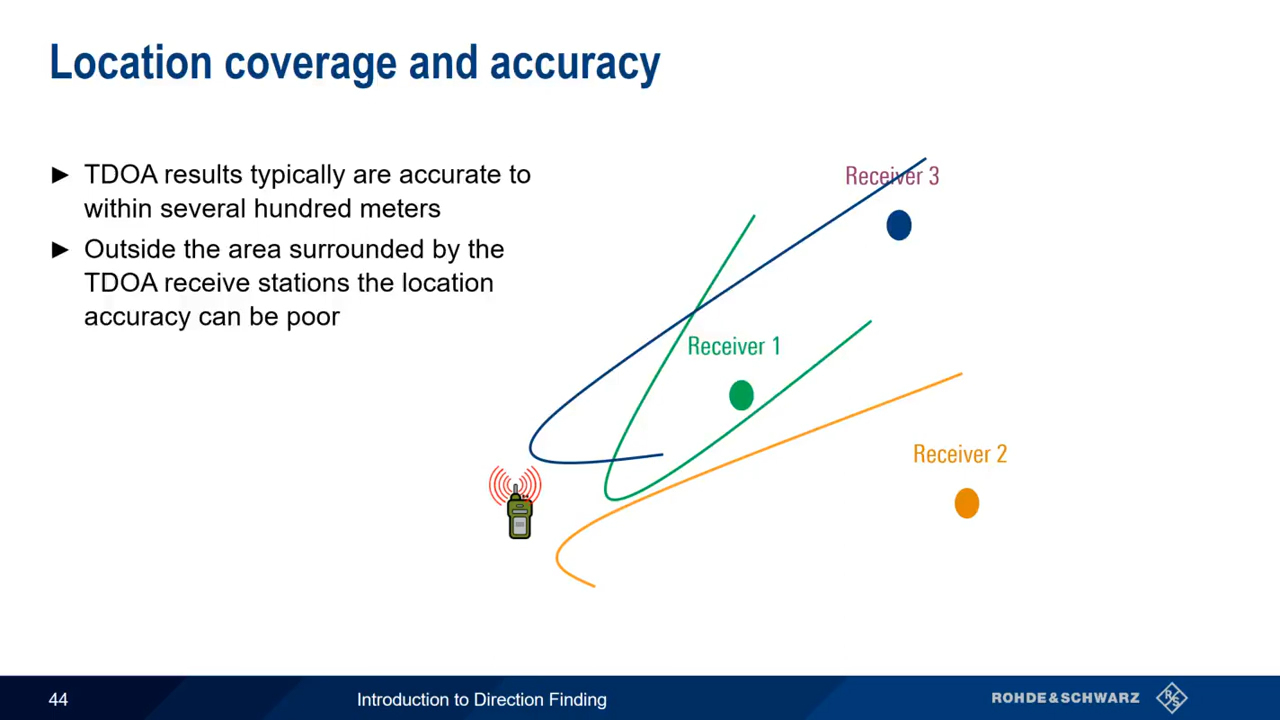 Location coverage and accuracy
► TDOA results typically are accurate to
within several hundred meters
► Outside the area surrounded by the
TDOA receive stations the location
accuracy can be poor
Receiver 3
Receiver 1
Receiver 2
44
Introduction to Direction Finding
ROHDE&SCHWARZ
R&S